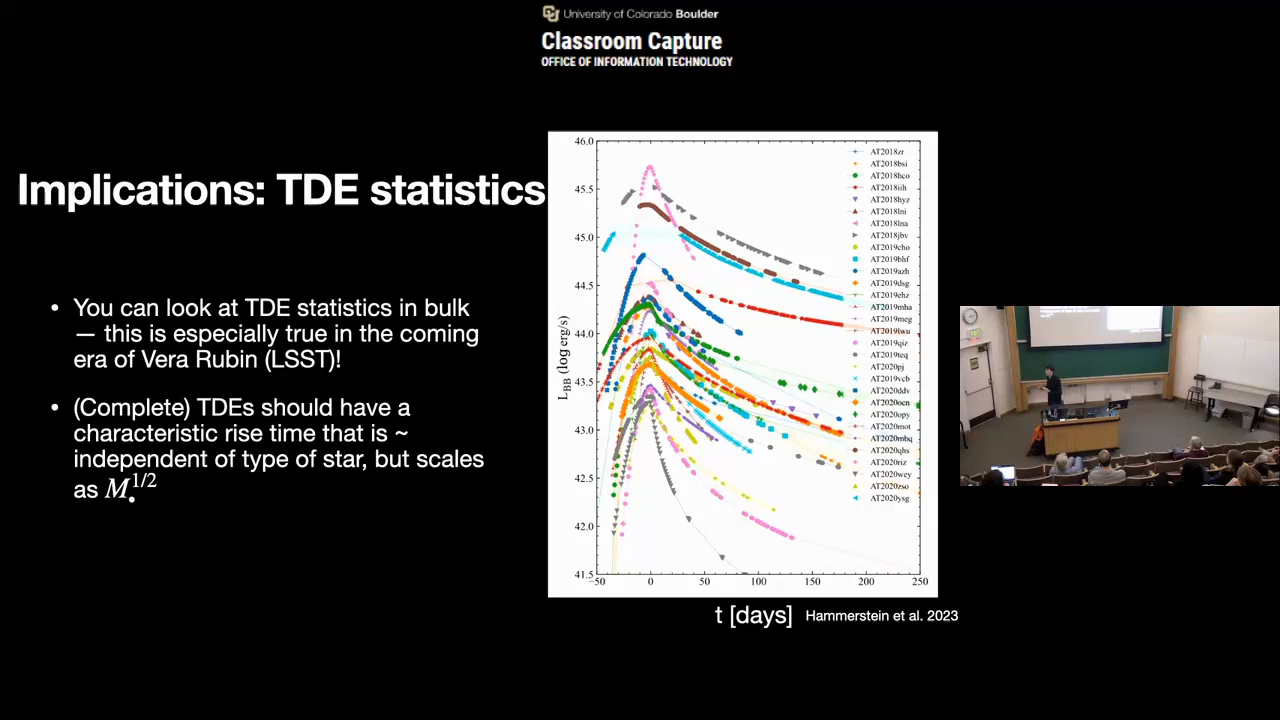 University of Colorado Boulder
Classroom Capture
OFFICE OF INFORMATION TECHNOLOGY
Implications: TDE statistics
• You can look at TDE statistics in bulk
— this is especially true in the coming
era of Vera Rubin (LSST)!
• (Complete) TDEs should have a
characteristic rise time that is ~
independent of type of star, but scales
as M•^1/2
46.0
45.5
45.0
44.5
44.0
43.5
43.0
42.5
42.0
41.5
L_BB (log erg/s)
-50 0 50 100 150 200 250
AT2018zr
AT2018bsi
AT2018hco
AT2018iih
AT2018hyz
AT2018lni
AT2018lna
AT2018jbv
AT2019cho
AT2019bhf
AT2019azh
AT2019dsg
AT2019ehz
AT2019mha
AT2019meg
AT2019lwu
AT2019qiz
AT2019teq
AT2020pj
AT2019vcb
AT2020ddv
AT2020ocn
AT2020opy
AT2020mot
AT2020mbq
AT2020qhs
AT2020riz
AT2020wey
AT2020zso
AT2020ysg
t [days]
Hammerstein et al. 2023